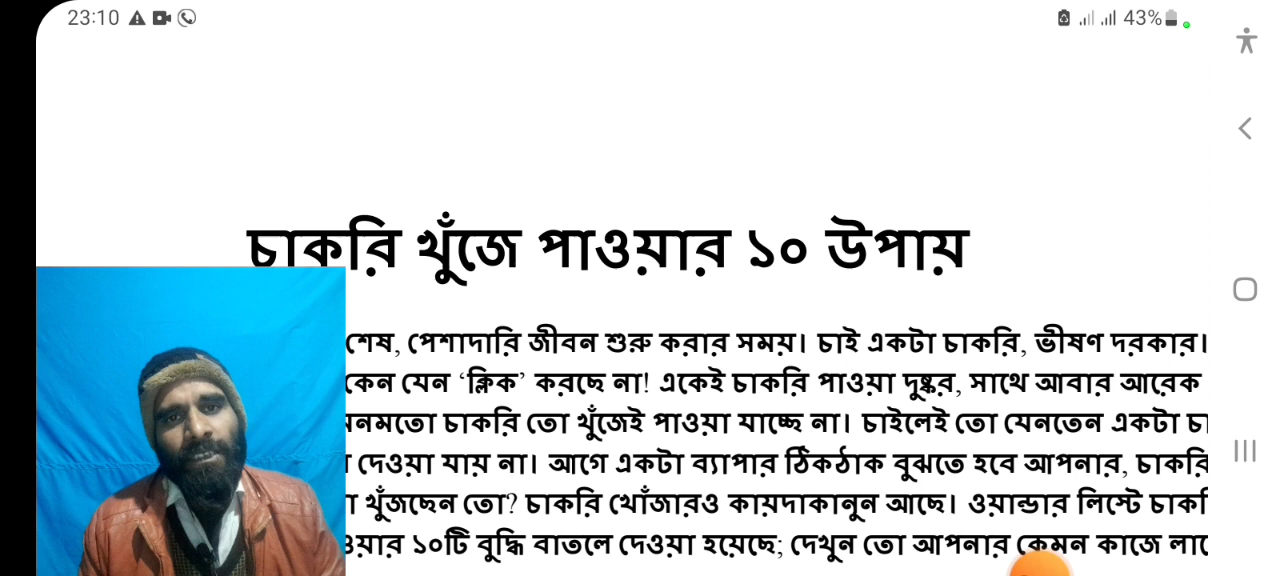 23:10
43%
চাকরি খুঁজে পাওয়ার ১০ উপায়
শেষ, পেশাদারি জীবন শুরু করার সময়। চাই একটা চাকরি, ভীষণ দরকার।
কেন যেন ‘ক্লিক’ করছে না! একেই চাকরি পাওয়া দুষ্কর, সাথে আবার আরেক
মনমতো চাকরি তো খুঁজেই পাওয়া যাচ্ছে না। চাইলেই তো যেনতেন একটা
দেওয়া যায় না। আগে একটা ব্যাপার ঠিকঠাক বুঝতে হবে আপনার, চাকরি
খুঁজছেন তো? চাকরি খোঁজারও কায়দাকানুন আছে। ওয়ান্ডার লিস্টে চাকরি
১০টি বুদ্ধি বাতলে দেওয়া হয়েছে; দেখুন তো আপনার কেমন কাজে